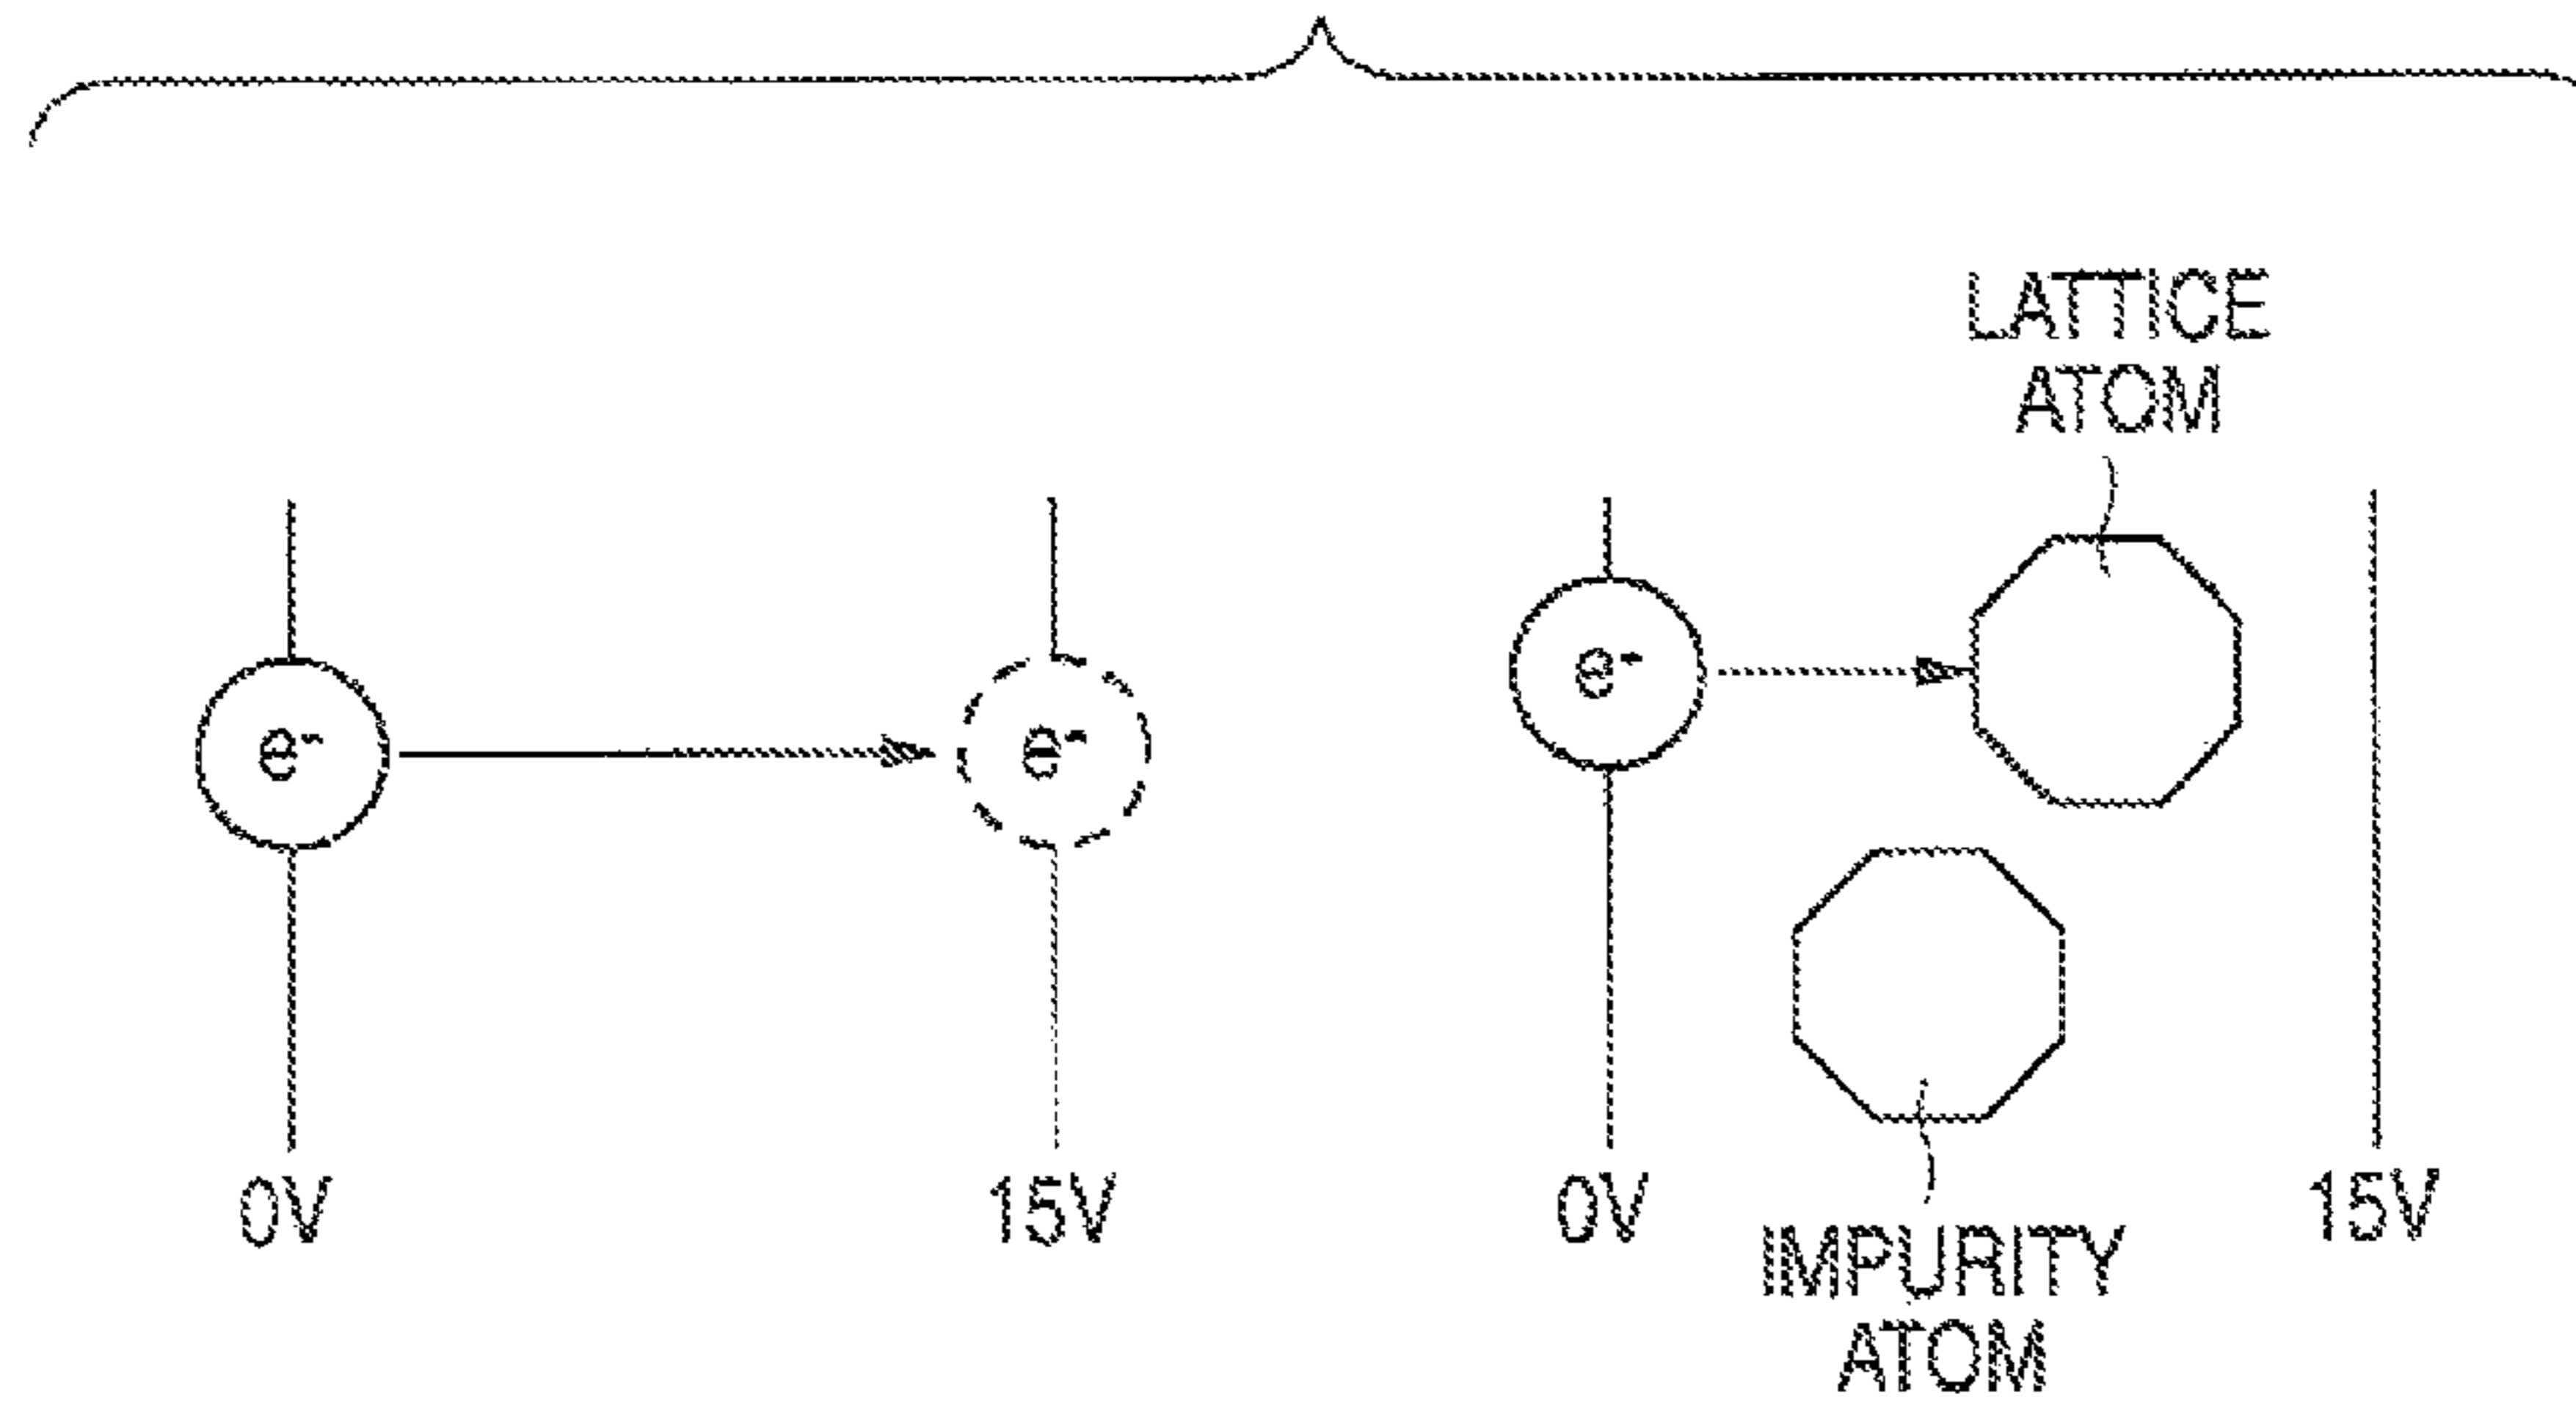 LATTICE
ATOM
e-
e-
e-
0V
15V
0V
15V
IMPURITY
ATOM